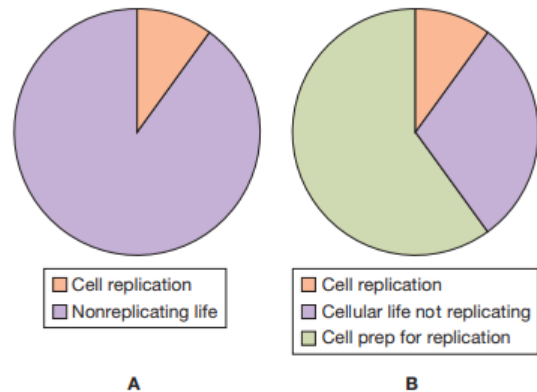 Cell replication
Nonreplicating life
A
Cell replication
Cellular life not replicating
Cell prep for replication
B